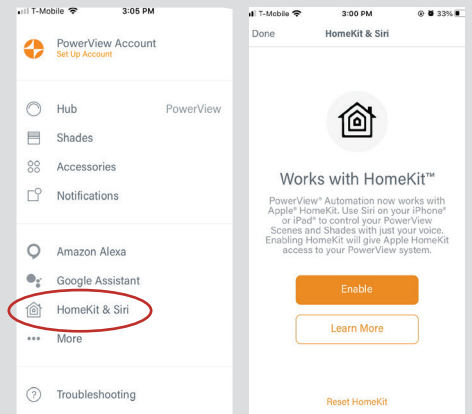 T-Mobile 3:05 PM
PowerView Account
Set Up Account
Hub PowerView
Shades
Accessories
Notifications
Amazon Alexa
Google Assistant
HomeKit & Siri
More
Troubleshooting
T-Mobile 3:00 PM 33%
Done HomeKit & Siri
Works with HomeKit™
PowerView® Automation now works with
Apple® HomeKit. Use Siri on your iPhone®
or iPad® to control your PowerView
Scenes and Shades with just your voice.
Enabling HomeKit will give Apple HomeKit
access to your PowerView system.
Enable
Learn More
Reset HomeKit